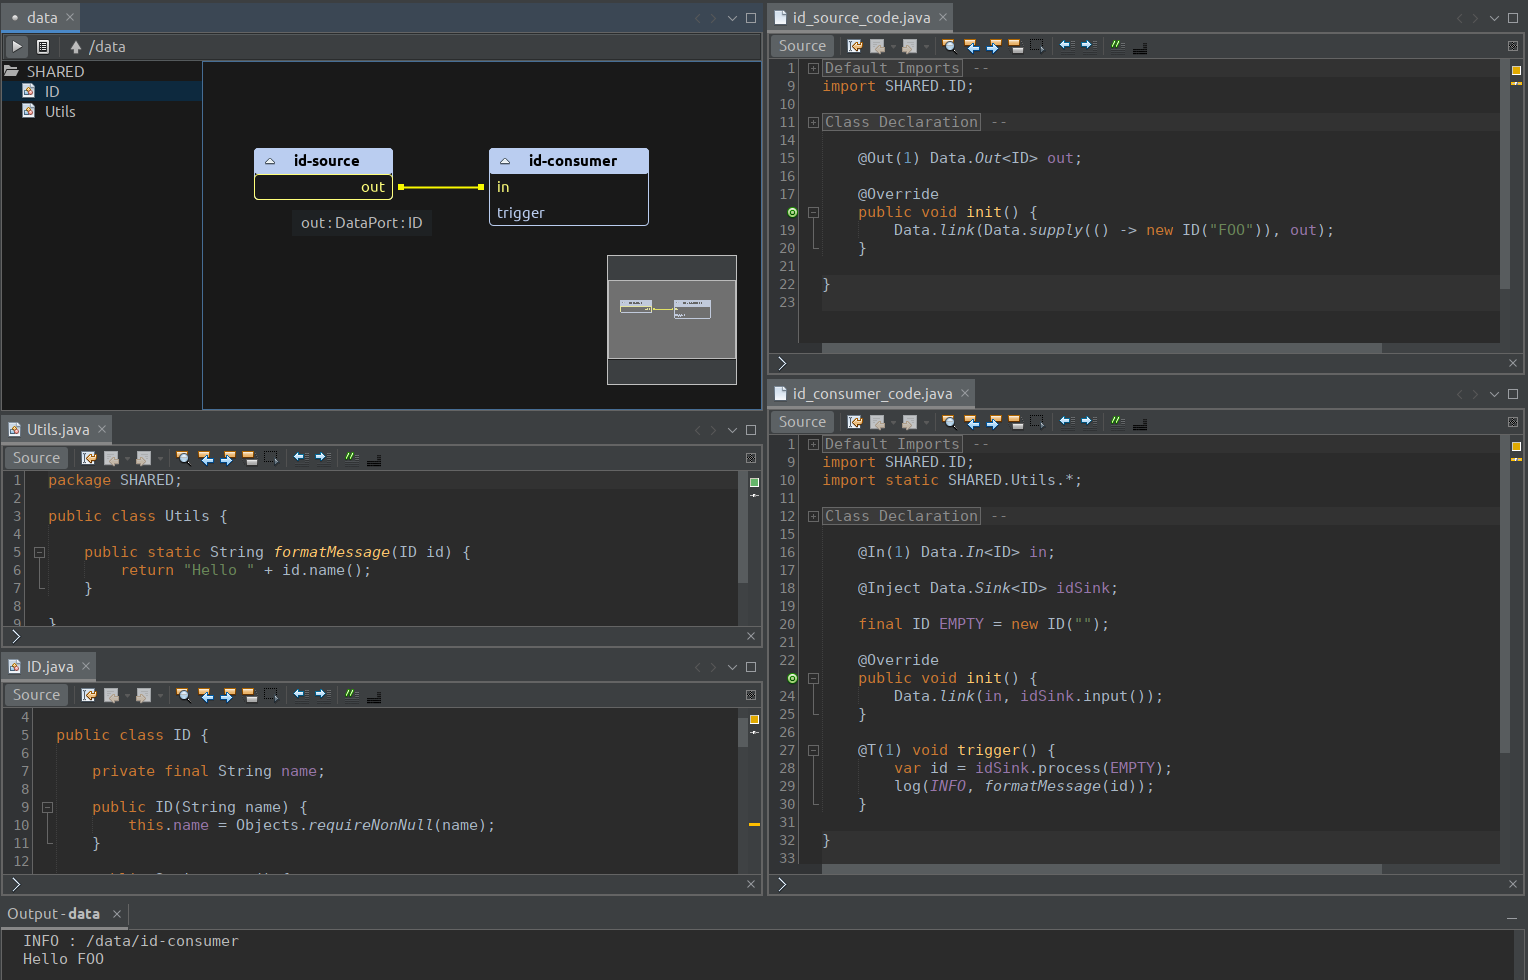 data
/data
SHARED
ID
Utils
id-source
out
id-consumer
in
trigger
out : DataPort : ID
Utils.java
Source
1 package SHARED;
2
3 public class Utils {
4
5 public static String formatMessage(ID id) {
6 return "Hello " + id.name();
7 }
8
9 }
ID.java
Source
4
5 public class ID {
6
7 private final String name;
8
9 public ID(String name) {
10 this.name = Objects.requireNonNull(name);
11 }
12
id_source_code.java
Source
1 Default Imports --
9 import SHARED.ID;
10
11 Class Declaration --
14
15 @Out(1) Data.Out<ID> out;
16
17 @Override
public void init() {
19 Data.link(Data.supply(() -> new ID("FOO")), out);
20 }
21
22 }
23
id_consumer_code.java
Source
1 Default Imports --
9 import SHARED.ID;
10 import static SHARED.Utils.*;
11
12 Class Declaration --
15
16 @In(1) Data.In<ID> in;
17
18 @Inject Data.Sink<ID> idSink;
19
20 final ID EMPTY = new ID("");
21
22 @Override
public void init() {
24 Data.link(in, idSink.input());
25 }
26
27 @T(1) void trigger() {
28 var id = idSink.process(EMPTY);
29 log(INFO, formatMessage(id));
30 }
31
32 }
33
Output - data
INFO : /data/id-consumer
Hello FOO